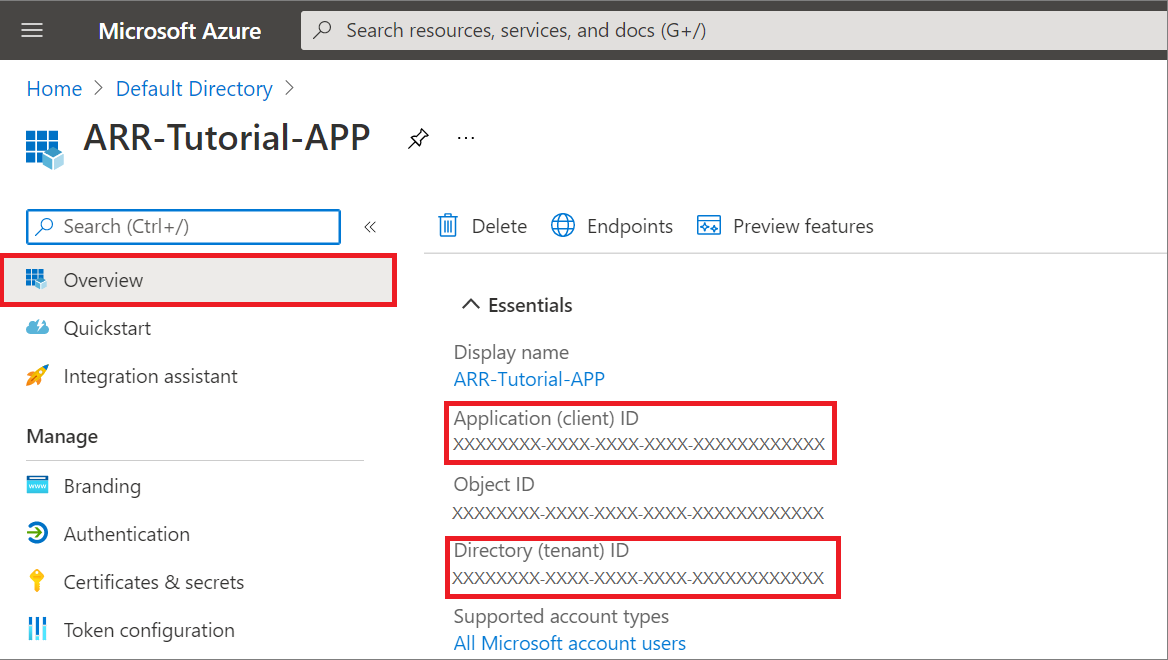 Microsoft Azure
Search resources, services, and docs (G+/)
Home > Default Directory >
ARR-Tutorial-APP
...
Search (Ctrl+/)
«
Delete
Endpoints
Preview features
Overview
Quickstart
Integration assistant
Manage
Branding
Authentication
Certificates & secrets
Token configuration
Essentials
Display name
ARR-Tutorial-APP
Application (client) ID
XXXXXXXX-XXXX-XXXX-XXXX-XXXXXXXXXXXX
Object ID
XXXXXXXX-XXXX-XXXX-XXXX-XXXXXXXXXXXX
Directory (tenant) ID
XXXXXXXX-XXXX-XXXX-XXXX-XXXXXXXXXXXX
Supported account types
All Microsoft account users